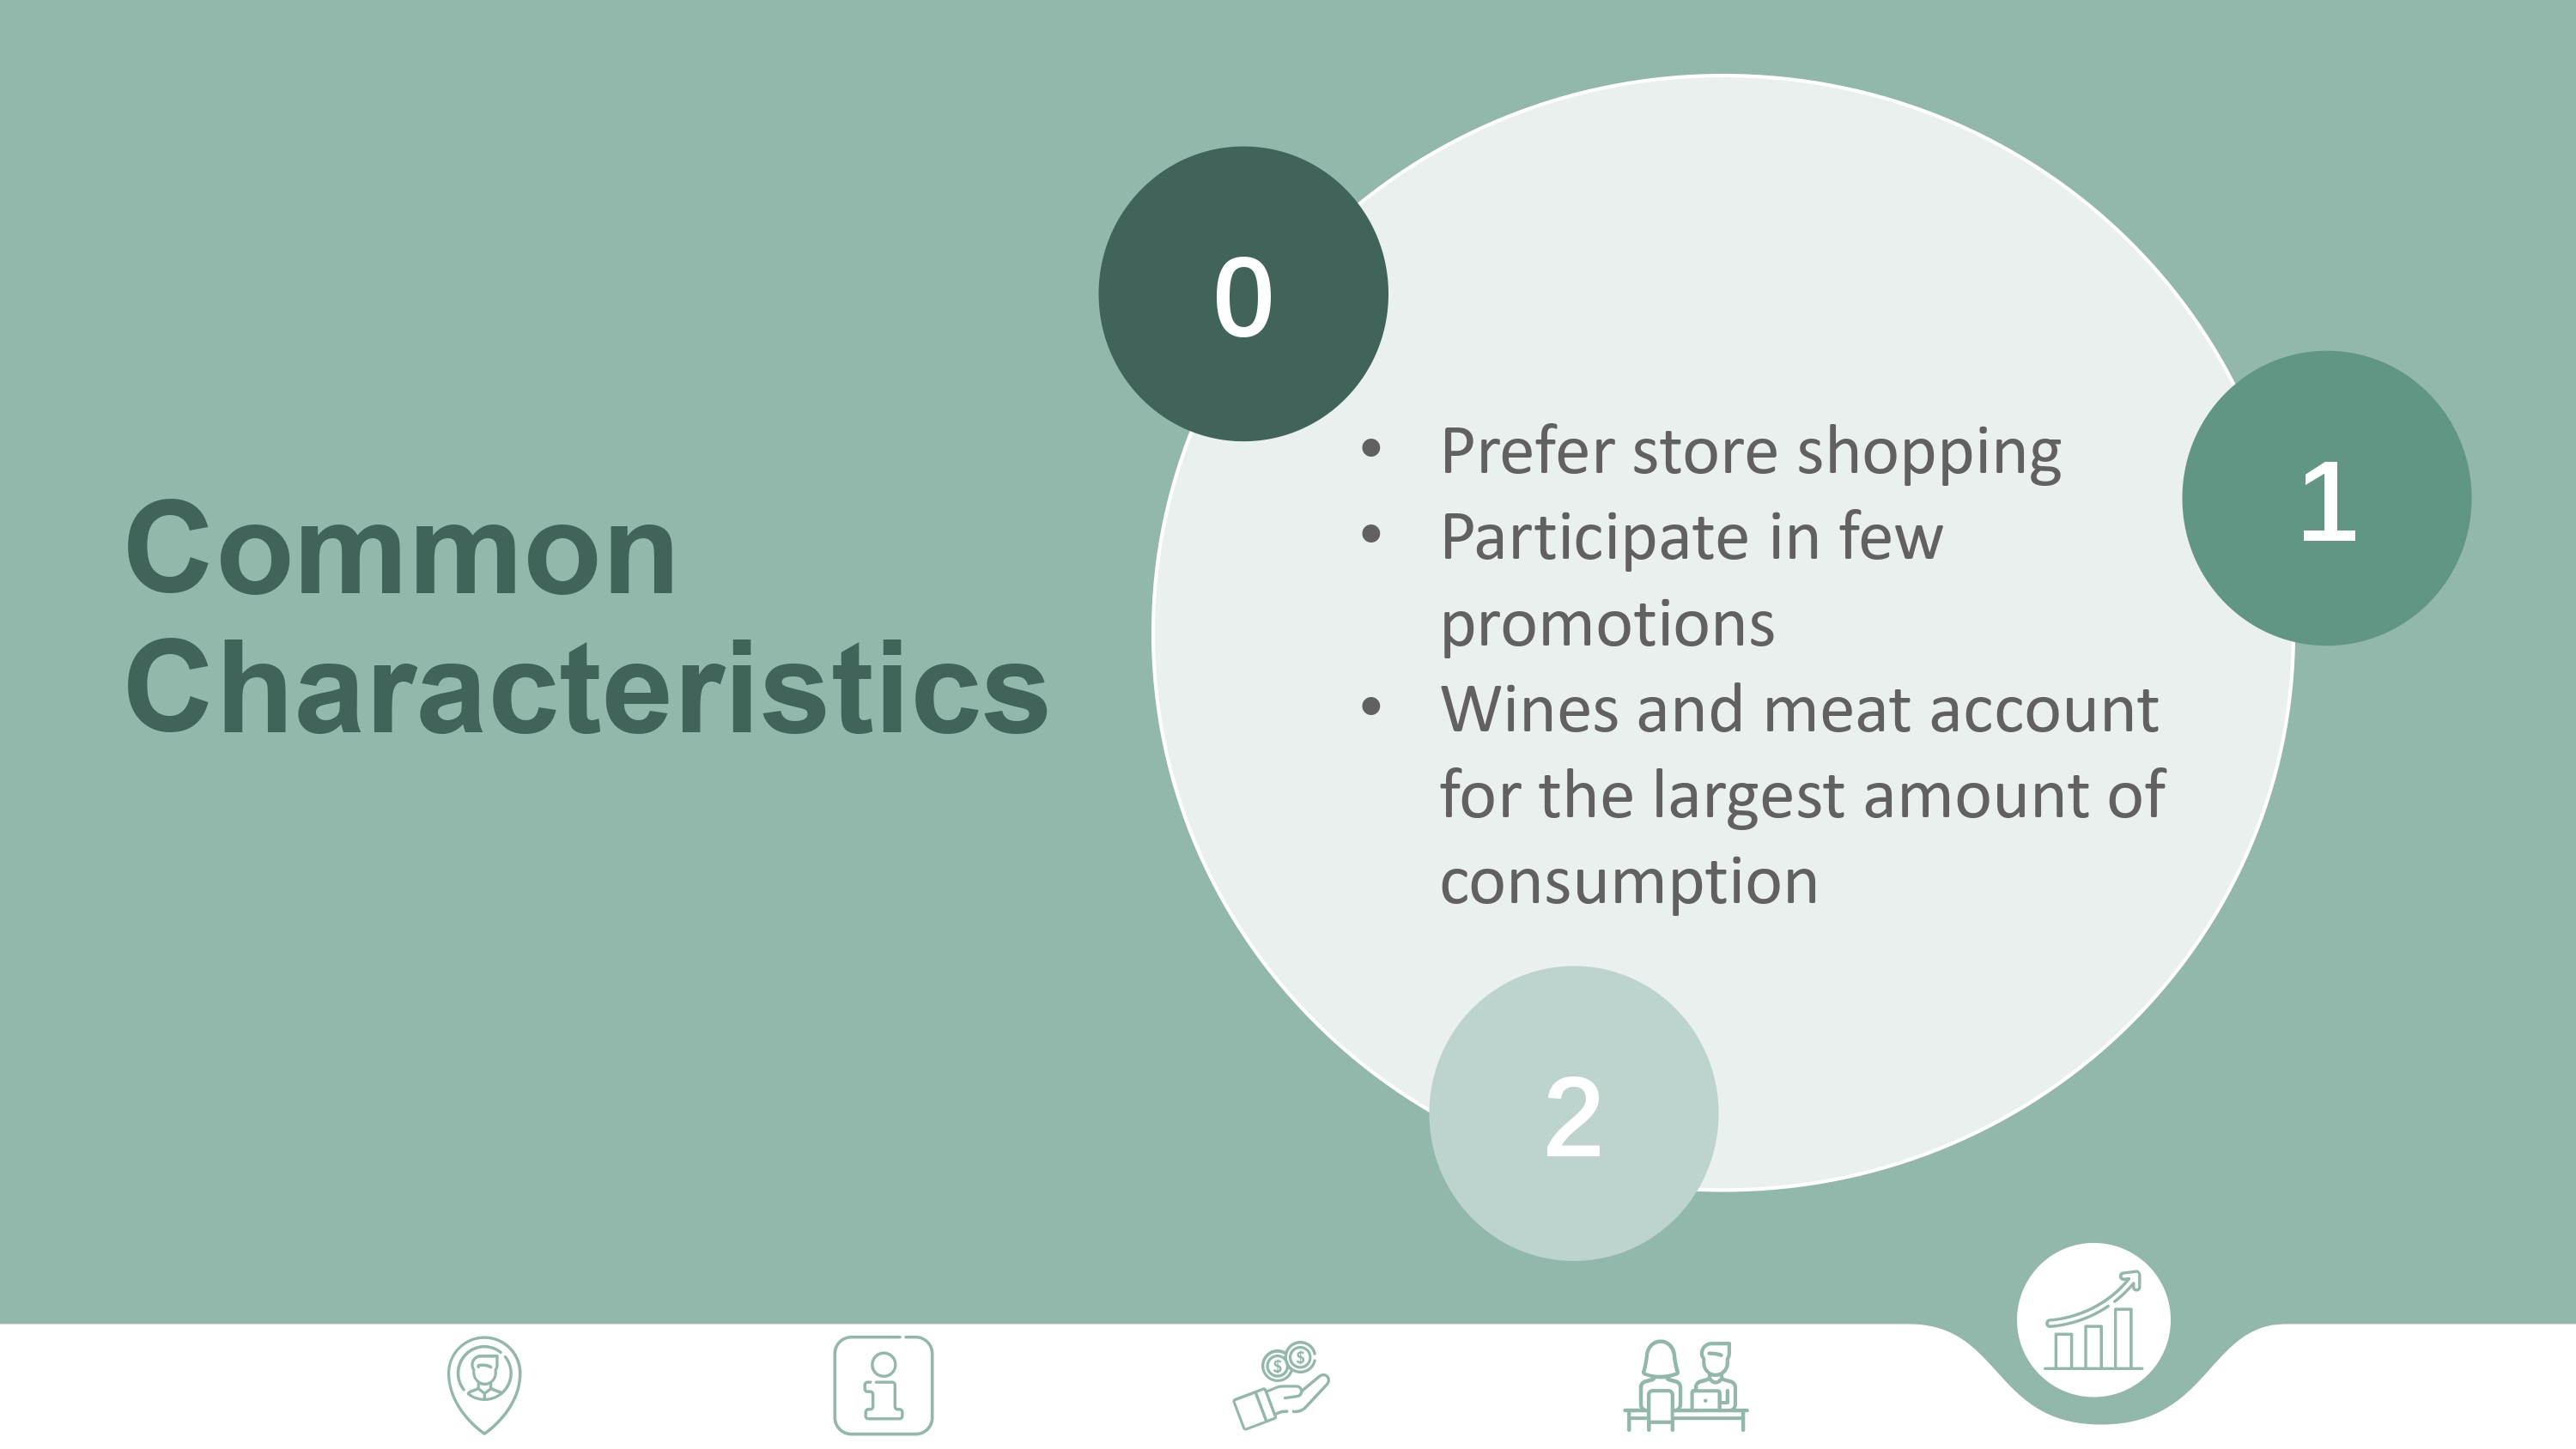 Common
Characteristics
0
1
• Prefer store shopping
• Participate in few
promotions
• Wines and meat account
for the largest amount of
consumption
2
$ $